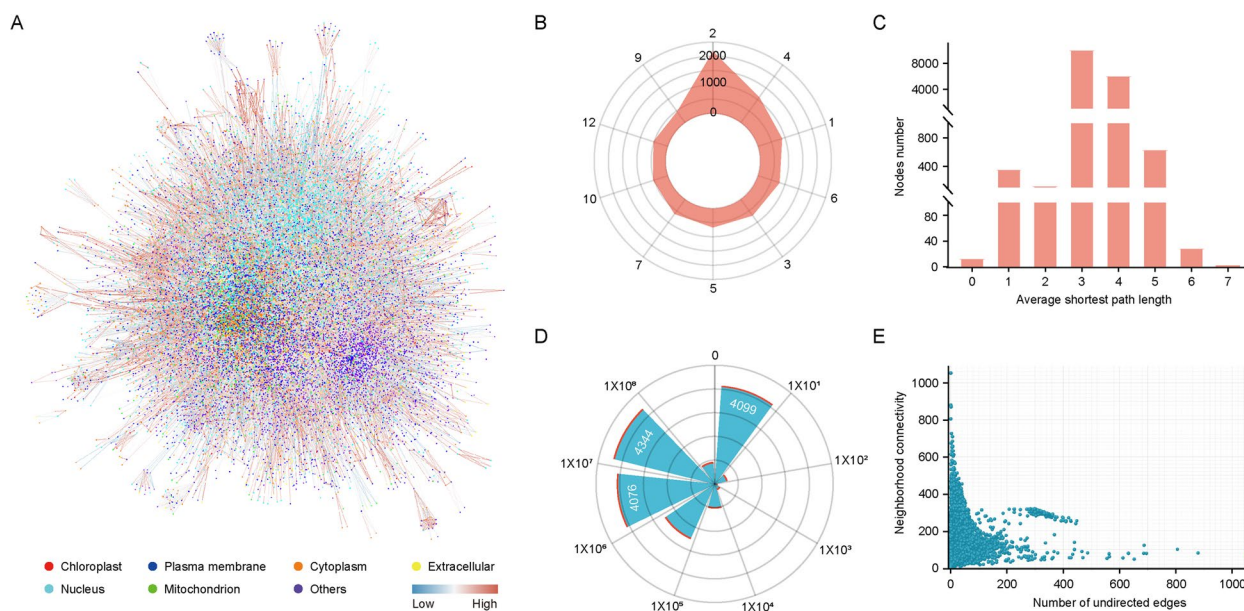 A
B
C
2
9
4
2000
1000
0
12
1
10
6
7
3
5
8000
4000
Nodes number
800
400
80
40
0
0 1 2 3 4 5 6 7
Average shortest path length
D
E
0
1X10⁸
1X10¹
4099
4344
1X10⁷
1X10²
4076
1X10⁶
1X10³
1X10⁵
1X10⁴
Neighborhood connectivity
1000
800
600
400
200
0
0 200 400 600 800 1000
Number of undirected edges
Chloroplast Plasma membrane Cytoplasm Extracellular
Nucleus Mitochondrion Others
Low High